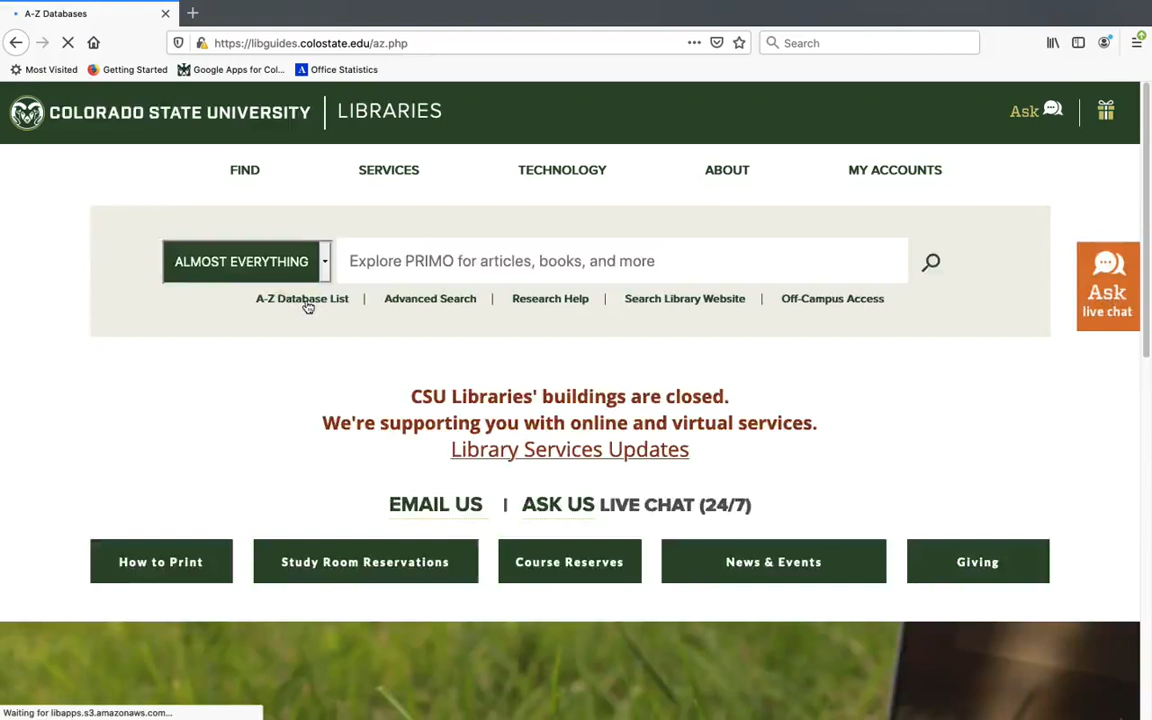 A-Z Databases
https://libguides.colostate.edu/az.php
Search
Most Visited
Getting Started
Google Apps for Col...
Office Statistics
COLORADO STATE UNIVERSITY
LIBRARIES
Ask
FIND
SERVICES
TECHNOLOGY
ABOUT
MY ACCOUNTS
ALMOST EVERYTHING
Explore PRIMO for articles, books, and more
A-Z Database List | Advanced Search | Research Help | Search Library Website | Off-Campus Access
Ask
live chat
CSU Libraries' buildings are closed.
We're supporting you with online and virtual services.
Library Services Updates
EMAIL US | ASK US LIVE CHAT (24/7)
How to Print
Study Room Reservations
Course Reserves
News & Events
Giving
Waiting for libapps.s3.amazonaws.com...